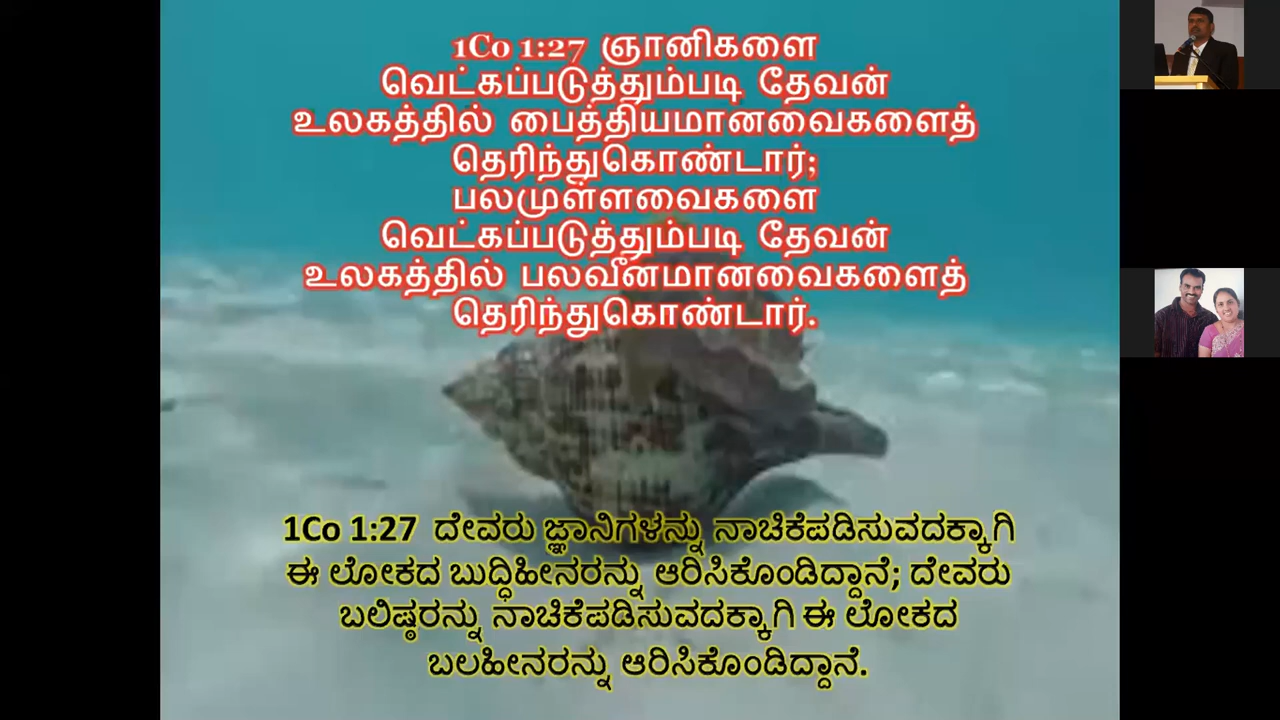 1Co 1:27 ஞானிகளை
வெட்கப்படுத்தும்படி தேவன்
உலகத்தில் பைத்தியமானவைகளைத்
தெரிந்துகொண்டார்;
பலமுள்ளவைகளை
வெட்கப்படுத்தும்படி தேவன்
உலகத்தில் பலவீனமானவைகளைத்
தெரிந்துகொண்டார்.
1Co 1:27 ದೇವರು ಜ್ಞಾನಿಗಳನ್ನು ನಾಚಿಕೆಪಡಿಸುವದಕ್ಕಾಗಿ
ಈ ಲೋಕದ ಬುದ್ಧಿಹೀನರನ್ನು ಆರಿಸಿಕೊಂಡಿದ್ದಾನೆ; ದೇವರು
ಬಲಿಷ್ಠರನ್ನು ನಾಚಿಕೆಪಡಿಸುವದಕ್ಕಾಗಿ ಈ ಲೋಕದ
ಬಲಹೀನರನ್ನು ಆರಿಸಿಕೊಂಡಿದ್ದಾನೆ.